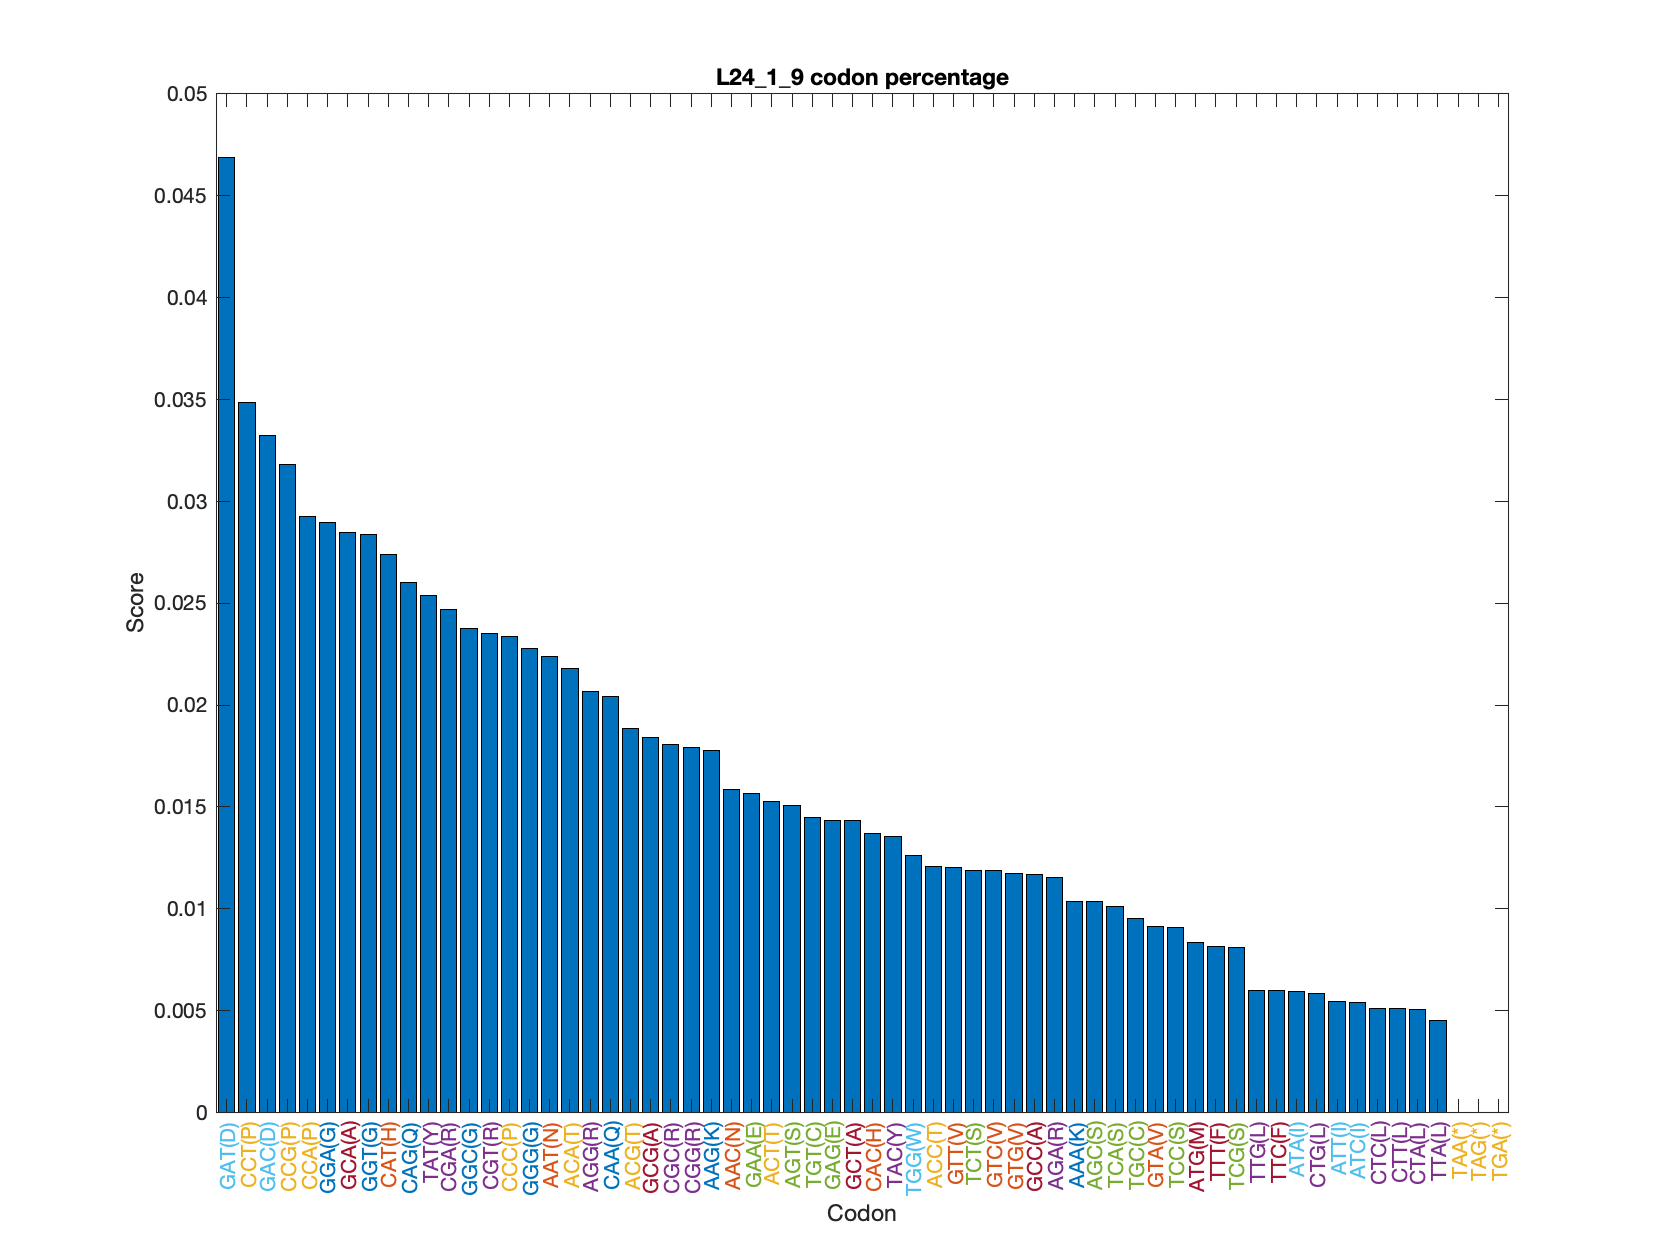 L24_1_9 codon percentage
0.05
0.045
0.04
0.035
0.03
0.025
0.02
0.015
0.01
0.005
0
Score
GAT(D)
CCT(P)
GAC(D)
CCG(P)
CCA(P)
GGA(G)
GCA(A)
GGT(G)
CAT(H)
CAG(Q)
TAT(Y)
CGA(R)
GGC(G)
CGT(R)
CCC(P)
GGG(G)
AAT(N)
ACA(T)
AGG(R)
CAA(Q)
ACG(T)
GCG(A)
CGC(R)
CGG(R)
AAG(K)
AAC(N)
GAA(E)
ACT(T)
AGT(S)
TGT(C)
GAG(E)
GCT(A)
CAC(H)
TAC(Y)
TGG(W)
ACC(T)
GTT(V)
TCT(S)
GTC(V)
GTG(V)
GCC(A)
AGA(R)
AAA(K)
AGC(S)
TCA(S)
TGC(C)
GTA(V)
TCC(S)
ATG(M)
TTT(F)
TCG(S)
TTG(L)
TTC(F)
ATA(I)
CTG(L)
ATT(I)
ATC(I)
CTC(L)
CTT(L)
CTA(L)
TTA(L)
TAA(*)
TAG(*)
TGA(*)
Codon